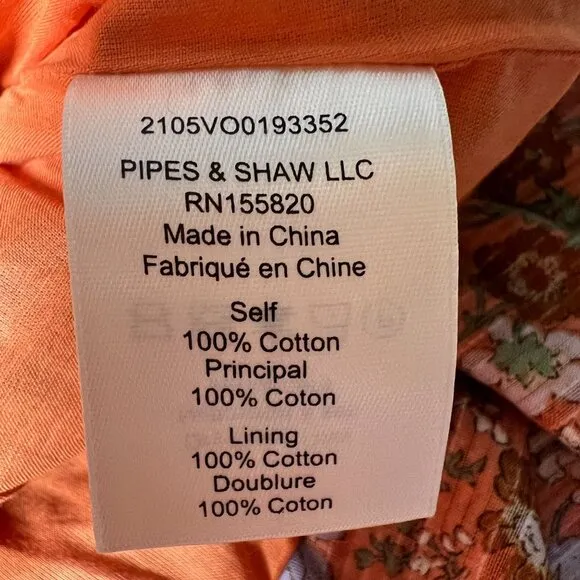 2105VO0193352
PIPES & SHAW LLC
RN155820
Made in China
Fabriqué en Chine
Self
100% Cotton
Principal
100% Coton
Lining
100% Cotton
Doublure
100% Coton